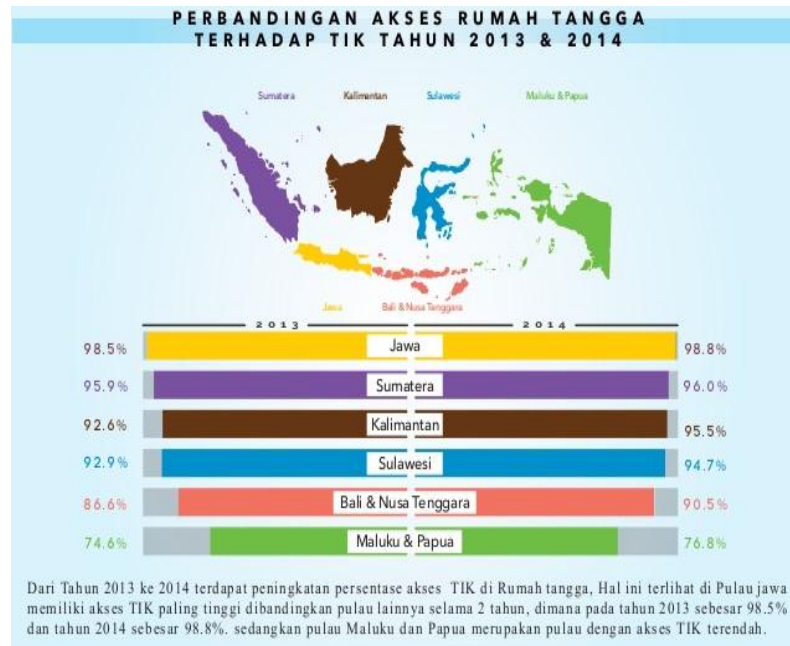 PERBANDINGAN AKSES RUMAH TANGGA
TERHADAP TIK TAHUN 2013 & 2014
Sumatera Kalimantan Sulawesi Maluku & Papua
Jawa Bali & Nusa Tanggara
2013 2014
98.5% Jawa 98.8%
95.9% Sumatera 96.0%
92.6% Kalimantan 95.5%
92.9% Sulawesi 94.7%
86.6% Bali & Nusa Tenggara 90.5%
74.6% Maluku & Papua 76.8%
Dari Tahun 2013 ke 2014 terdapat peningkatan persentase akses TIK di Rumah tangga, Hal ini terlihat di Pulau jawa
memiliki akses TIK paling tinggi dibandingkan pulau lainnya selama 2 tahun, dimana pada tahun 2013 sebesar 98.5%
dan tahun 2014 sebesar 98.8%. sedangkan pulau Maluku dan Papua merupakan pulau dengan akses TIK terendah.